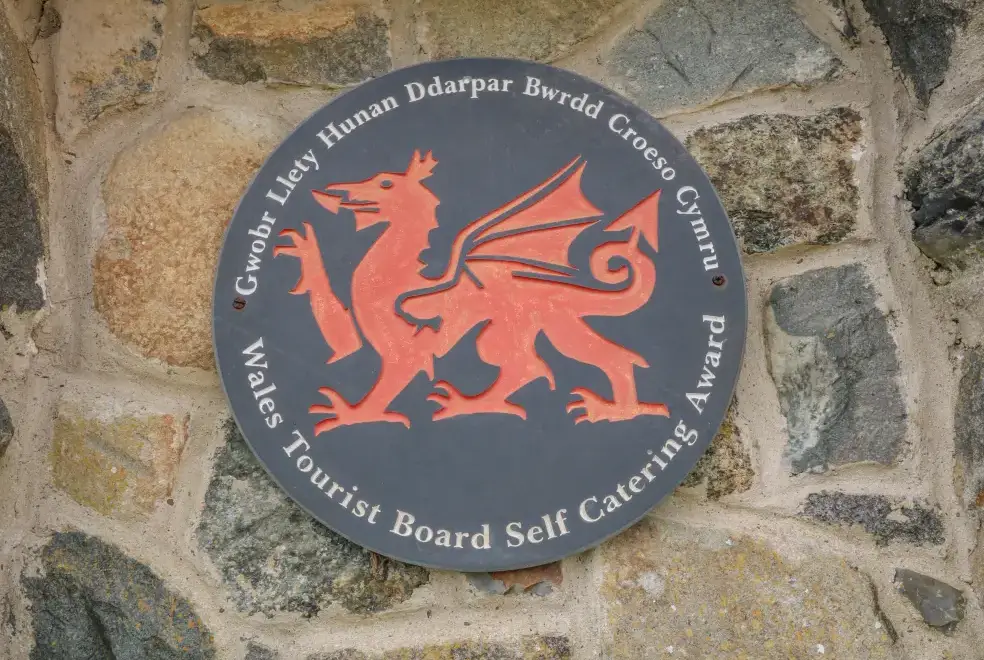 Gwobr Llety Hunan Ddarpar Bwrdd Croeso Cymru
Wales Tourist Board Self Catering Award